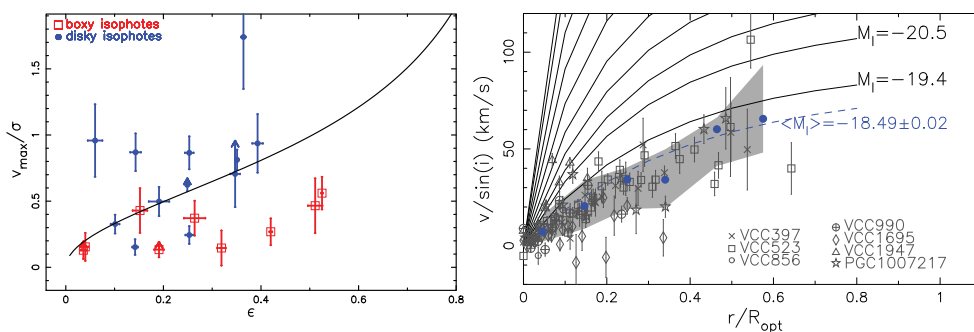 boxy isophotes
disky isophotes
1.5
1
0.5
0
v_max/σ
0
0.2
0.4
0.6
0.8
ε
100
50
0
v/sin(i) (km/s)
M_I=−20.5
M_I=−19.4
<M_I>=−18.49±0.02
VCC397
VCC523
VCC856
VCC990
VCC1695
VCC1947
PGC1007217
0
0.2
0.4
0.6
0.8
1
r/R_opt